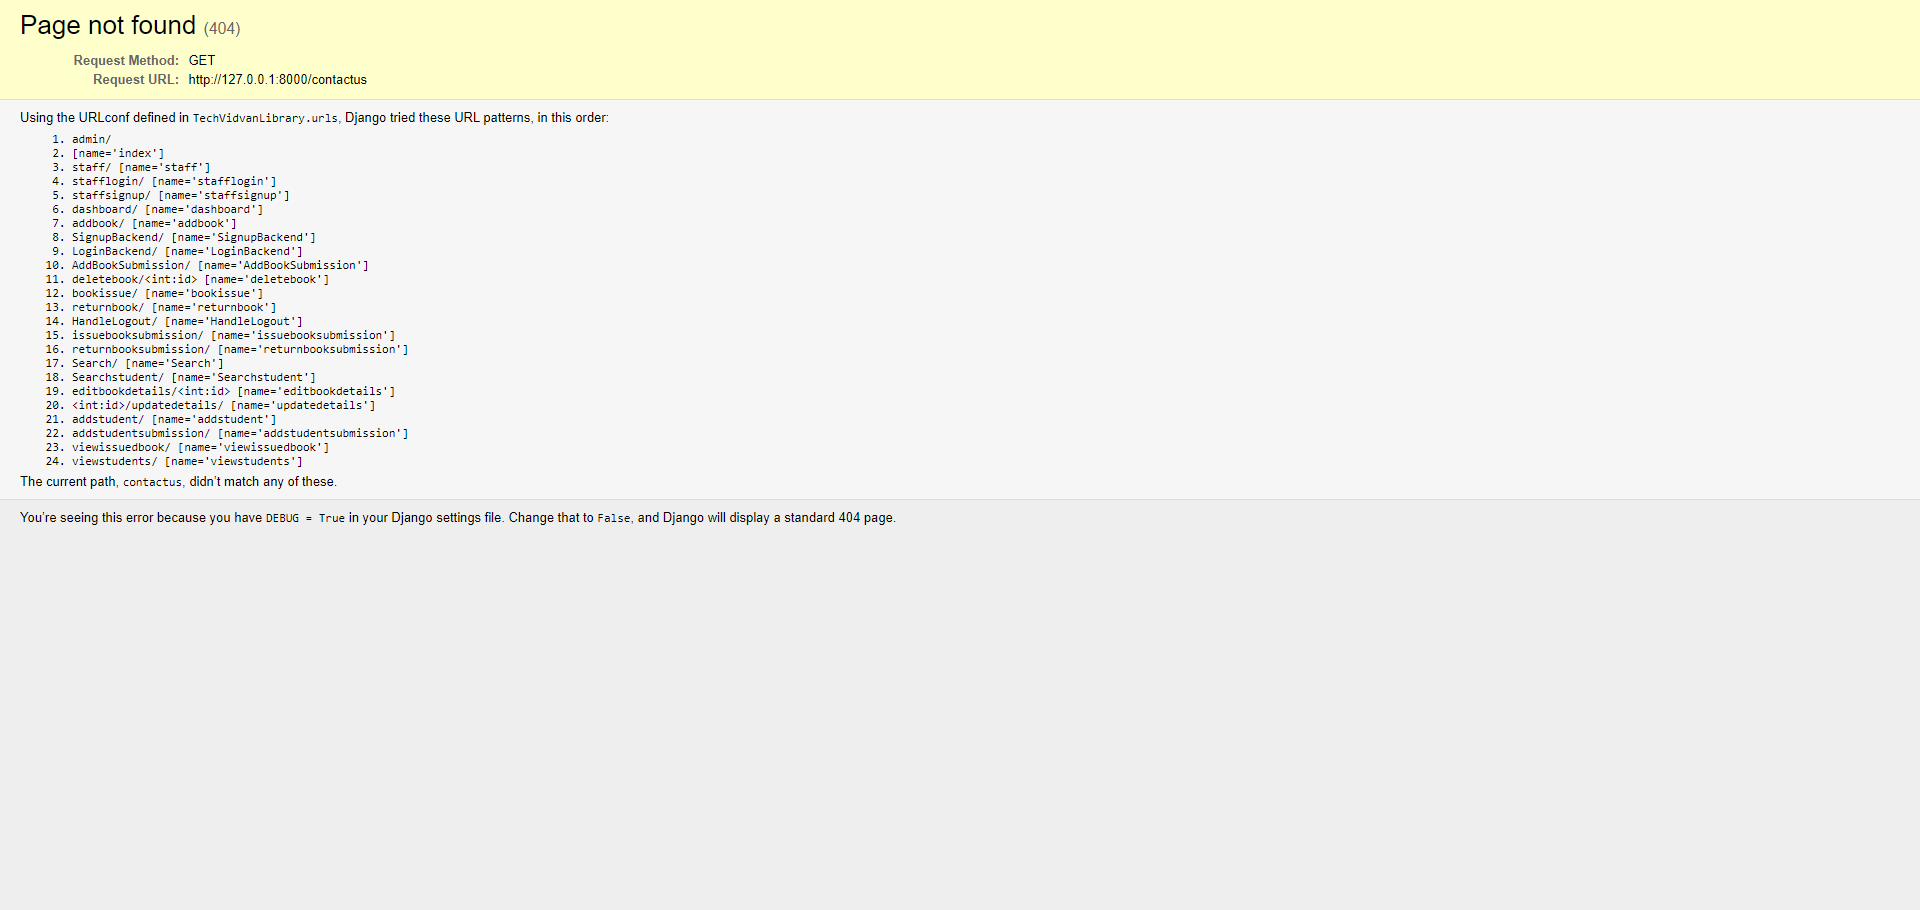 Page not found (404)
Request Method: GET
Request URL: http://127.0.0.1:8000/contactus
Using the URLconf defined in TechVidvanLibrary.urls, Django tried these URL patterns, in this order:
1. admin/
2. [name='index']
3. staff/ [name='staff']
4. stafflogin/ [name='stafflogin']
5. staffsignup/ [name='staffsignup']
6. dashboard/ [name='dashboard']
7. addbook/ [name='addbook']
8. SignupBackend/ [name='SignupBackend']
9. LoginBackend/ [name='LoginBackend']
10. AddBookSubmission/ [name='AddBookSubmission']
11. deletebook/<int:id> [name='deletebook']
12. bookissue/ [name='bookissue']
13. returnbook/ [name='returnbook']
14. HandleLogout/ [name='HandleLogout']
15. issuebooksubmission/ [name='issuebooksubmission']
16. returnbooksubmission/ [name='returnbooksubmission']
17. Search/ [name='Search']
18. Searchstudent/ [name='Searchstudent']
19. editbookdetails/<int:id> [name='editbookdetails']
20. <int:id>/updatedetails/ [name='updatedetails']
21. addstudent/ [name='addstudent']
22. addstudentsubmission/ [name='addstudentsubmission']
23. viewissuedbook/ [name='viewissuedbook']
24. viewstudents/ [name='viewstudents']
The current path, contactus, didn't match any of these.
You're seeing this error because you have DEBUG = True in your Django settings file. Change that to False, and Django will display a standard 404 page.